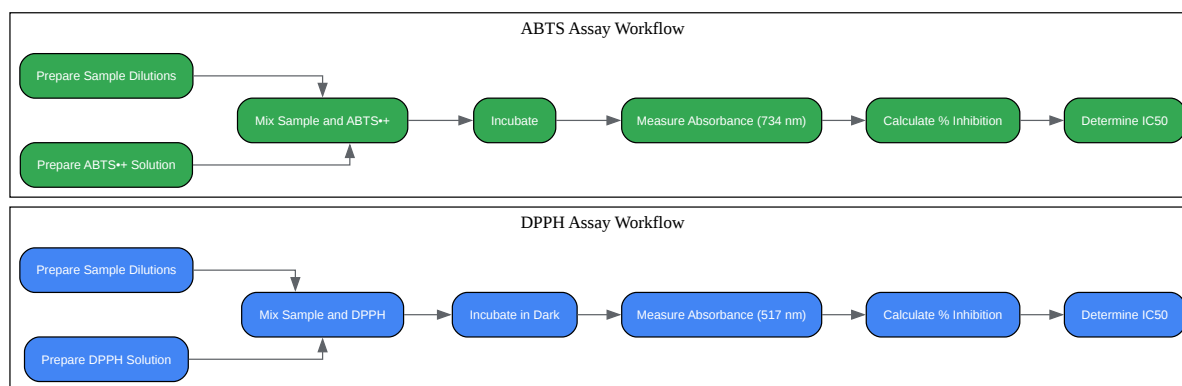 ABTS Assay Workflow
Prepare Sample Dilutions
Prepare ABTS•+ Solution
Mix Sample and ABTS•+
Incubate
Measure Absorbance (734 nm)
Calculate % Inhibition
Determine IC50
DPPH Assay Workflow
Prepare Sample Dilutions
Prepare DPPH Solution
Mix Sample and DPPH
Incubate in Dark
Measure Absorbance (517 nm)
Calculate % Inhibition
Determine IC50